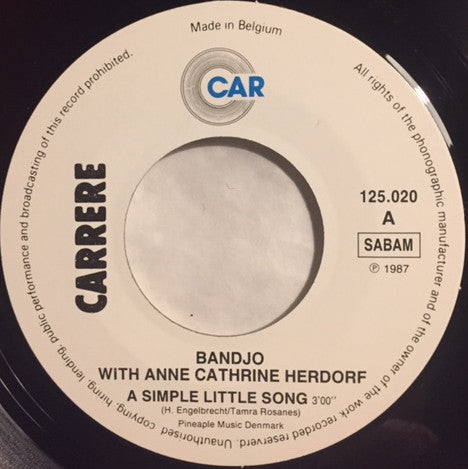 Made in Belgium
CAR
CARRERE
125.020
A
SABAM
℗ 1987
BANDJO
WITH ANNE CATHRINE HERDORF
A SIMPLE LITTLE SONG 3'00''
(H. Engelbrecht/Tamra Rosanes)
Pineaple Music Denmark
All rights of the phonographic manufacturer and of the owner of the work recorded reserverd. Unauthorised copying, hiring, lending, public performance and broadcasting of this record prohibited.